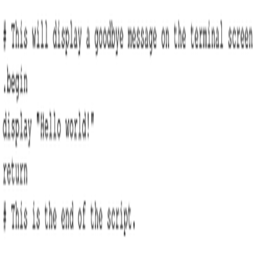 # This will display a goodbye message on the terminal screen
.begin
display "Hello world!"
return
# This is the end of the script.